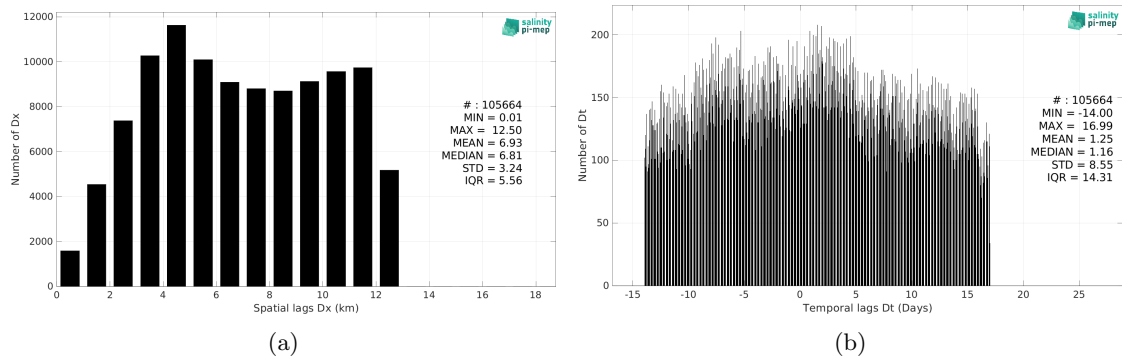 12000
10000
8000
6000
4000
2000
0
Number of Dx
0 2 4 6 8 10 12 14 16 18
Spatial lags Dx (km)
salinity
pi-mep
# : 105664
MIN = 0.01
MAX = 12.50
MEAN = 6.93
MEDIAN = 6.81
STD = 3.24
IQR = 5.56
(a)
200
150
100
50
0
Number of Dt
-15 -10 -5 0 5 10 15 20 25
Temporal lags Dt (Days)
salinity
pi-mep
# : 105664
MIN = -14.00
MAX = 16.99
MEAN = 1.25
MEDIAN = 1.16
STD = 8.55
IQR = 14.31
(b)